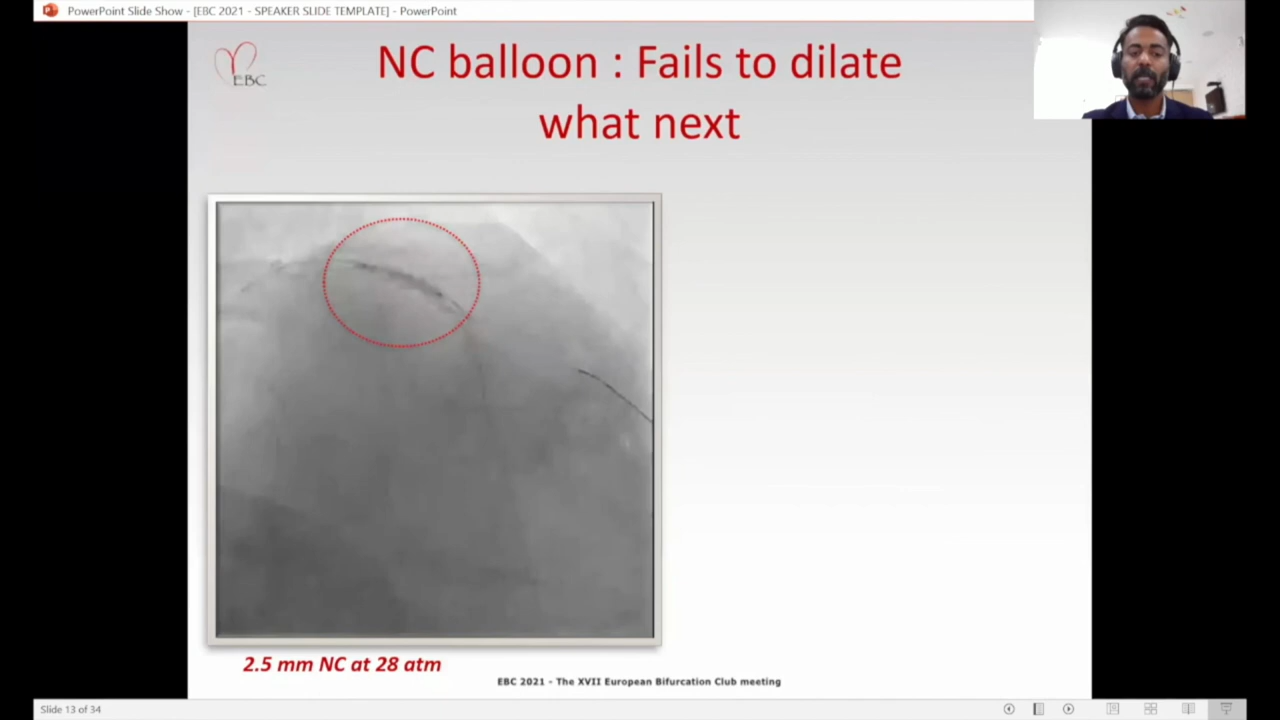 PowerPoint Slide Show - [EBC 2021 - SPEAKER SLIDE TEMPLATE] - PowerPoint
EBC
NC balloon : Fails to dilate
what next
2.5 mm NC at 28 atm
EBC 2021 - The XVII European Bifurcation Club meeting
Slide 13 of 34